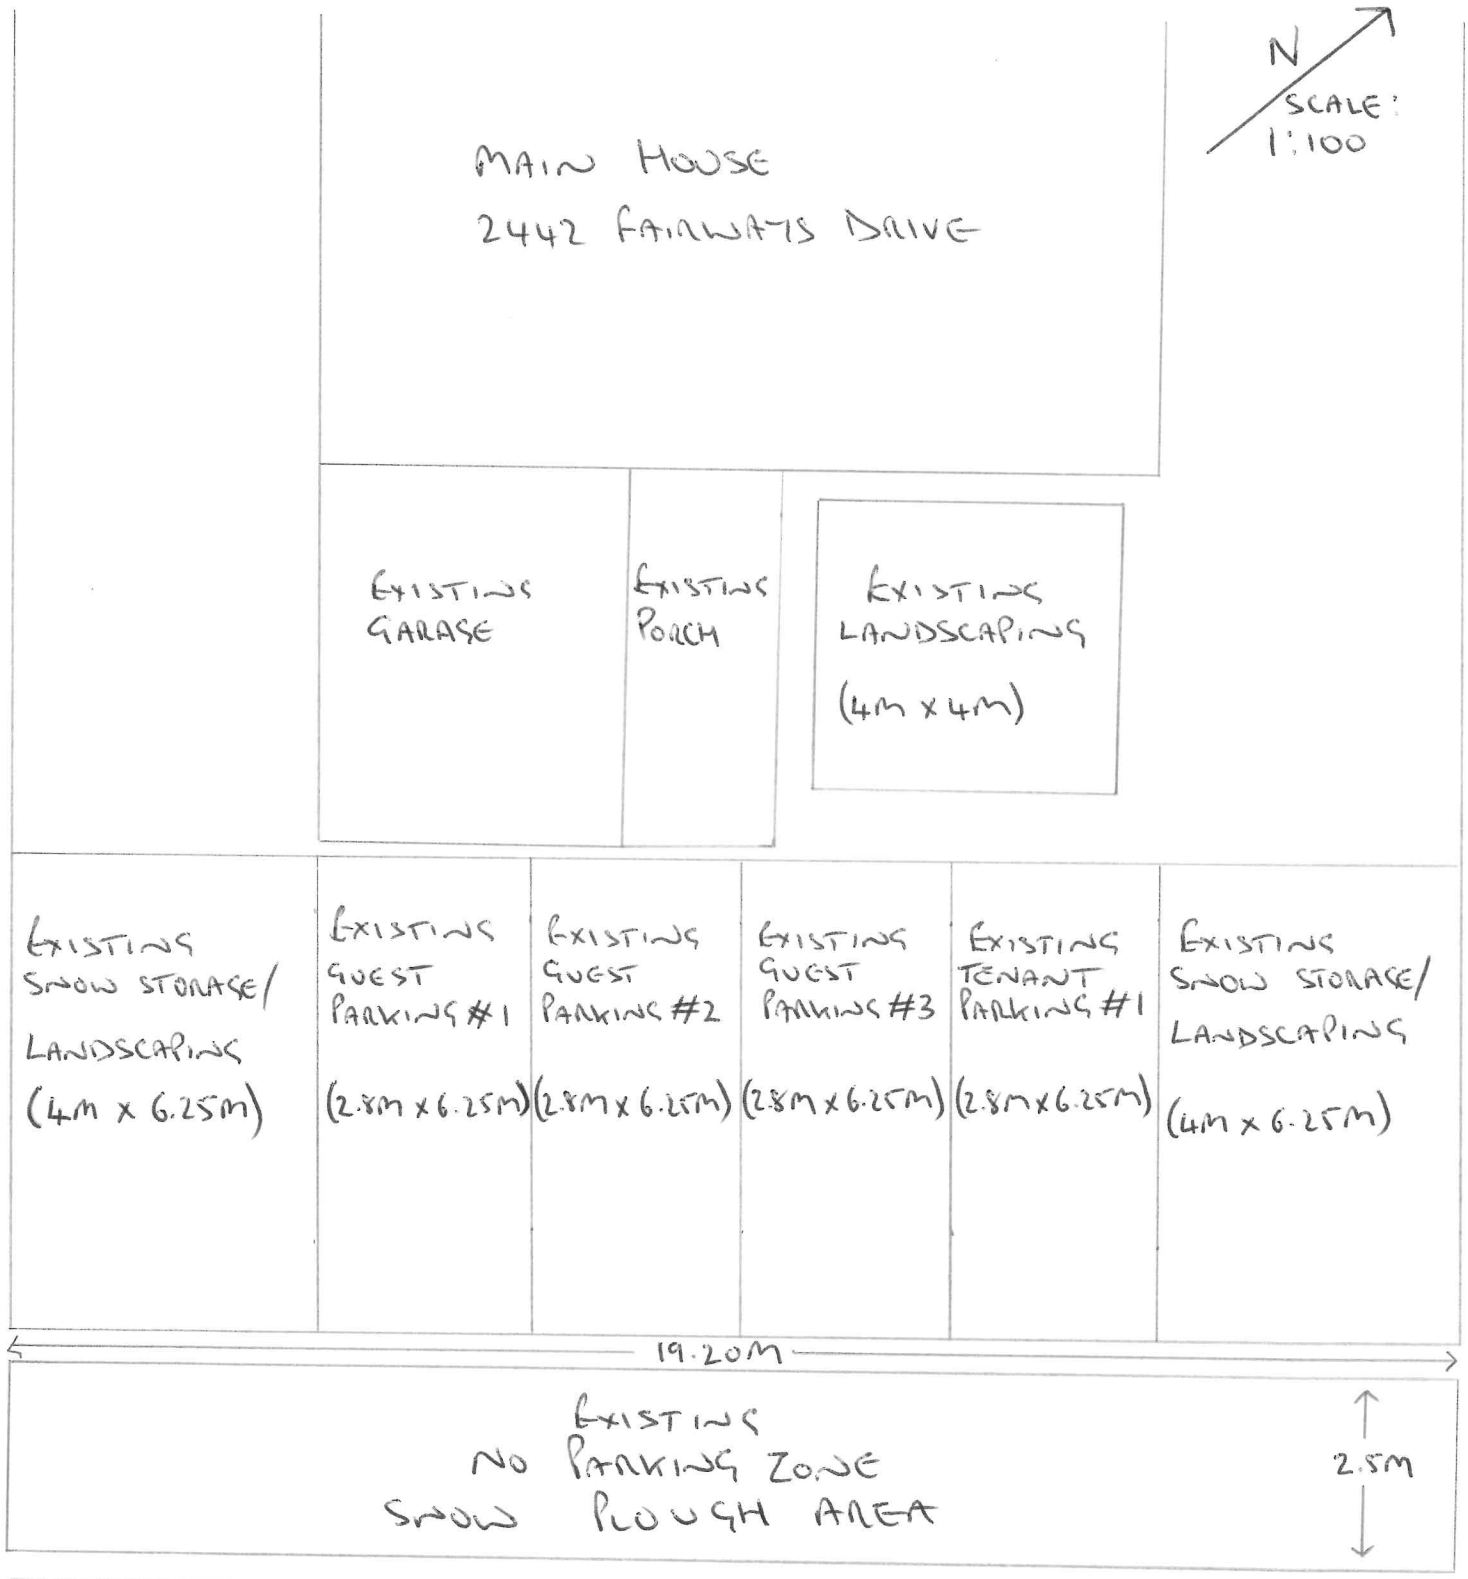 N
SCALE:
1:100
MAIN HOUSE
2442 FAIRWAYS DRIVE
EXISTING
GARAGE
EXISTING
PORCH
EXISTING
LANDSCAPING
(4M x 4M)
EXISTING
SNOW STORAGE/
LANDSCAPING
(4M x 6.25M)
EXISTING
GUEST
PARKING #1
(2.8M x 6.25M)
EXISTING
GUEST
PARKING #2
(2.8M x 6.25M)
EXISTING
GUEST
PARKING #3
(2.8M x 6.25M)
EXISTING
TENANT
PARKING #1
(2.8M x 6.25M)
EXISTING
SNOW STORAGE/
LANDSCAPING
(4M x 6.25M)
19.20M
EXISTING
NO PARKING ZONE
SNOW PLOUGH AREA
2.5M